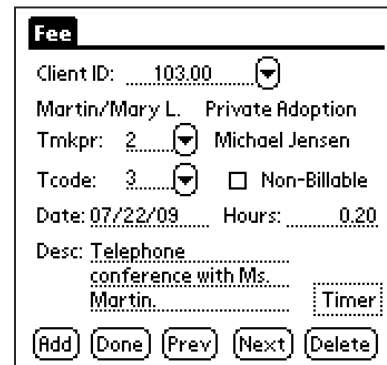 Fee
Client ID: 103.00
Martin/Mary L. Private Adoption
Tmkpr: 2 Michael Jensen
Tcode: 3 Non-Billable
Date: 07/22/09 Hours: 0.20
Desc: Telephone
conference with Ms.
Martin. Timer
Add Done Prev Next Delete